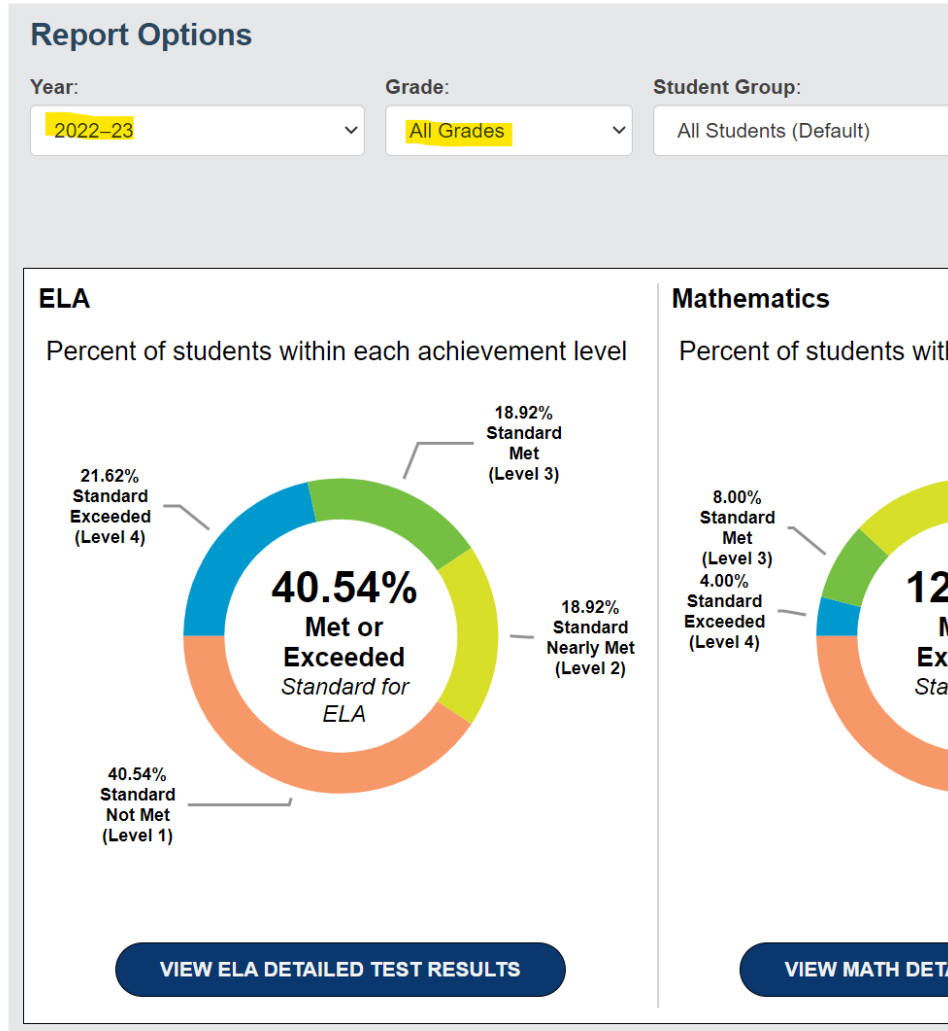 Report Options
Year:
Grade:
Student Group:
2022–23
All Grades
All Students (Default)
ELA
Percent of students within each achievement level
18.92%
Standard
Met
(Level 3)
21.62%
Standard
Exceeded
(Level 4)
40.54%
Met or
Exceeded
Standard for
ELA
18.92%
Standard
Nearly Met
(Level 2)
40.54%
Standard
Not Met
(Level 1)
VIEW ELA DETAILED TEST RESULTS
Mathematics
Percent of students
8.00%
Standard
Met
(Level 3)
4.00%
Standard
Exceeded
(Level 4)
12
VIEW MATH